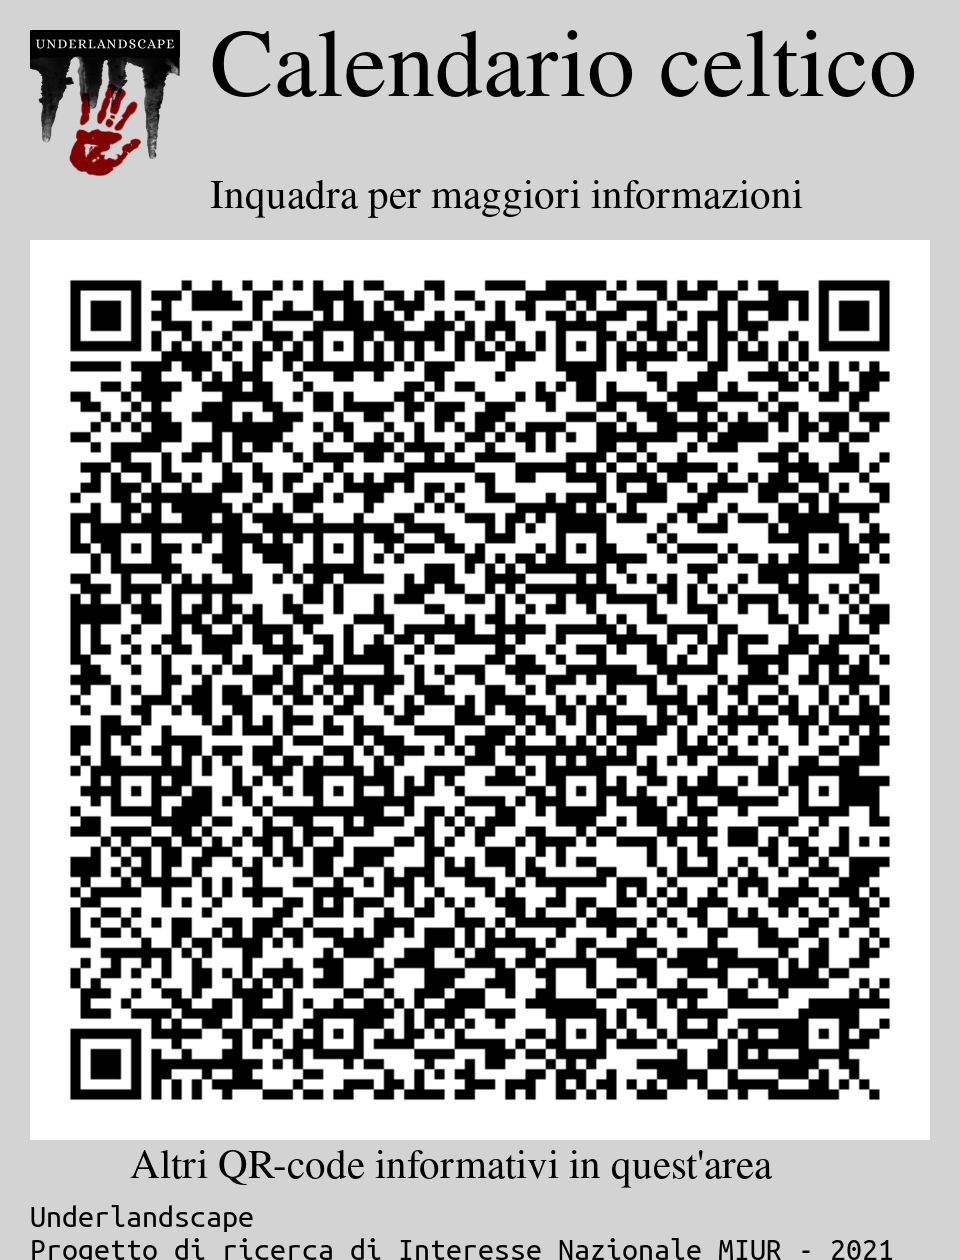 UNDERLANDSCAPE
Calendario celtico
Inquadra per maggiori informazioni
Altri QR-code informativi in quest'area
Underlandscape
Progetto di ricerca di Interesse Nazionale MIUR - 2021